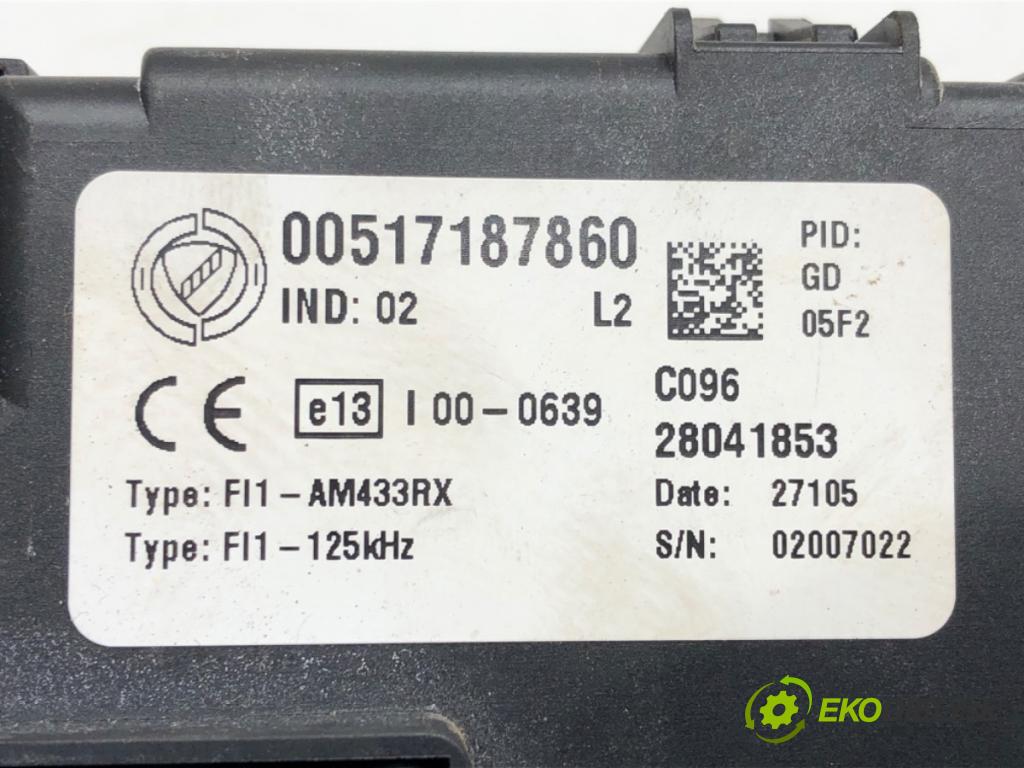 00517187860
IND: 02 L2
PID:
GD
05F2
CE e13 I 00-0639
C096
28041853
Type: FI1-AM433RX
Date: 27105
Type: FI1-125kHz
S/N: 02007022
EKO